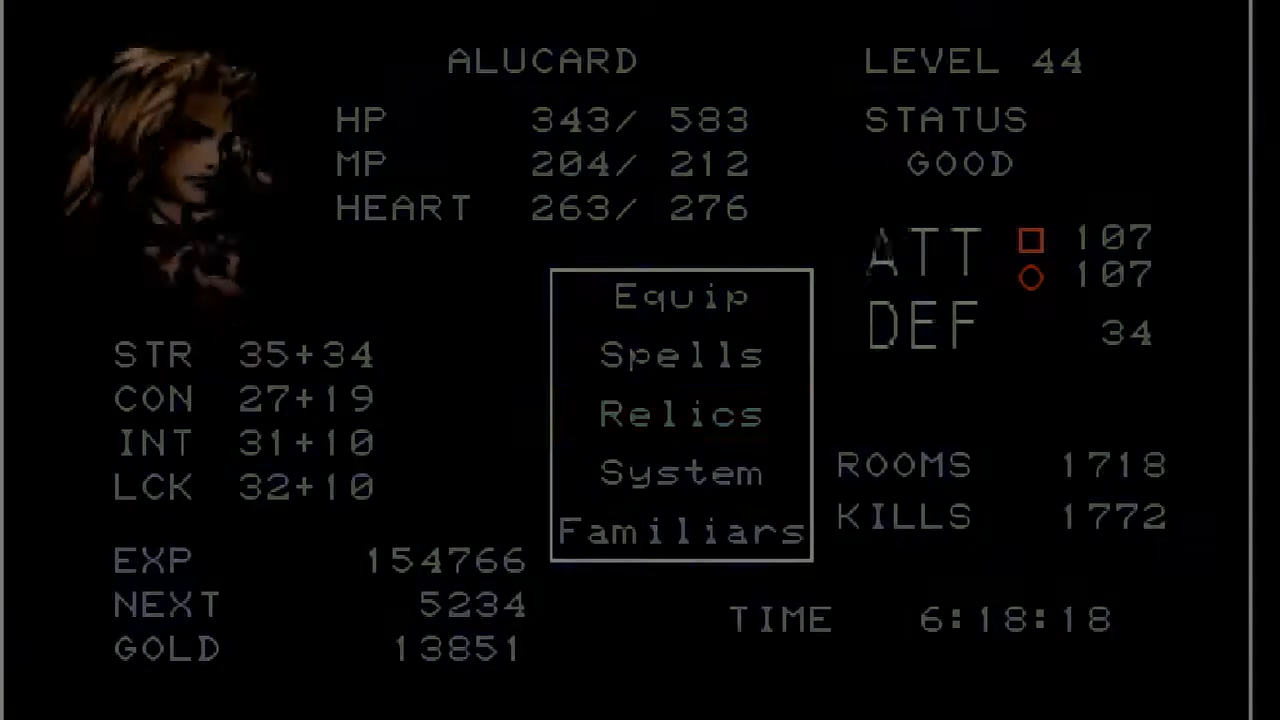 ALUCARD LEVEL 44
HP 343/ 583 STATUS
MP 204/ 212 GOOD
HEART 263/ 276
ATT 107
107
DEF 34
Equip
Spells
Relics
System
Familiars
STR 35+34
CON 27+19
INT 31+10
LCK 32+10
ROOMS 1718
KILLS 1772
EXP 154766
NEXT 5234
GOLD 13851
TIME 6:18:18